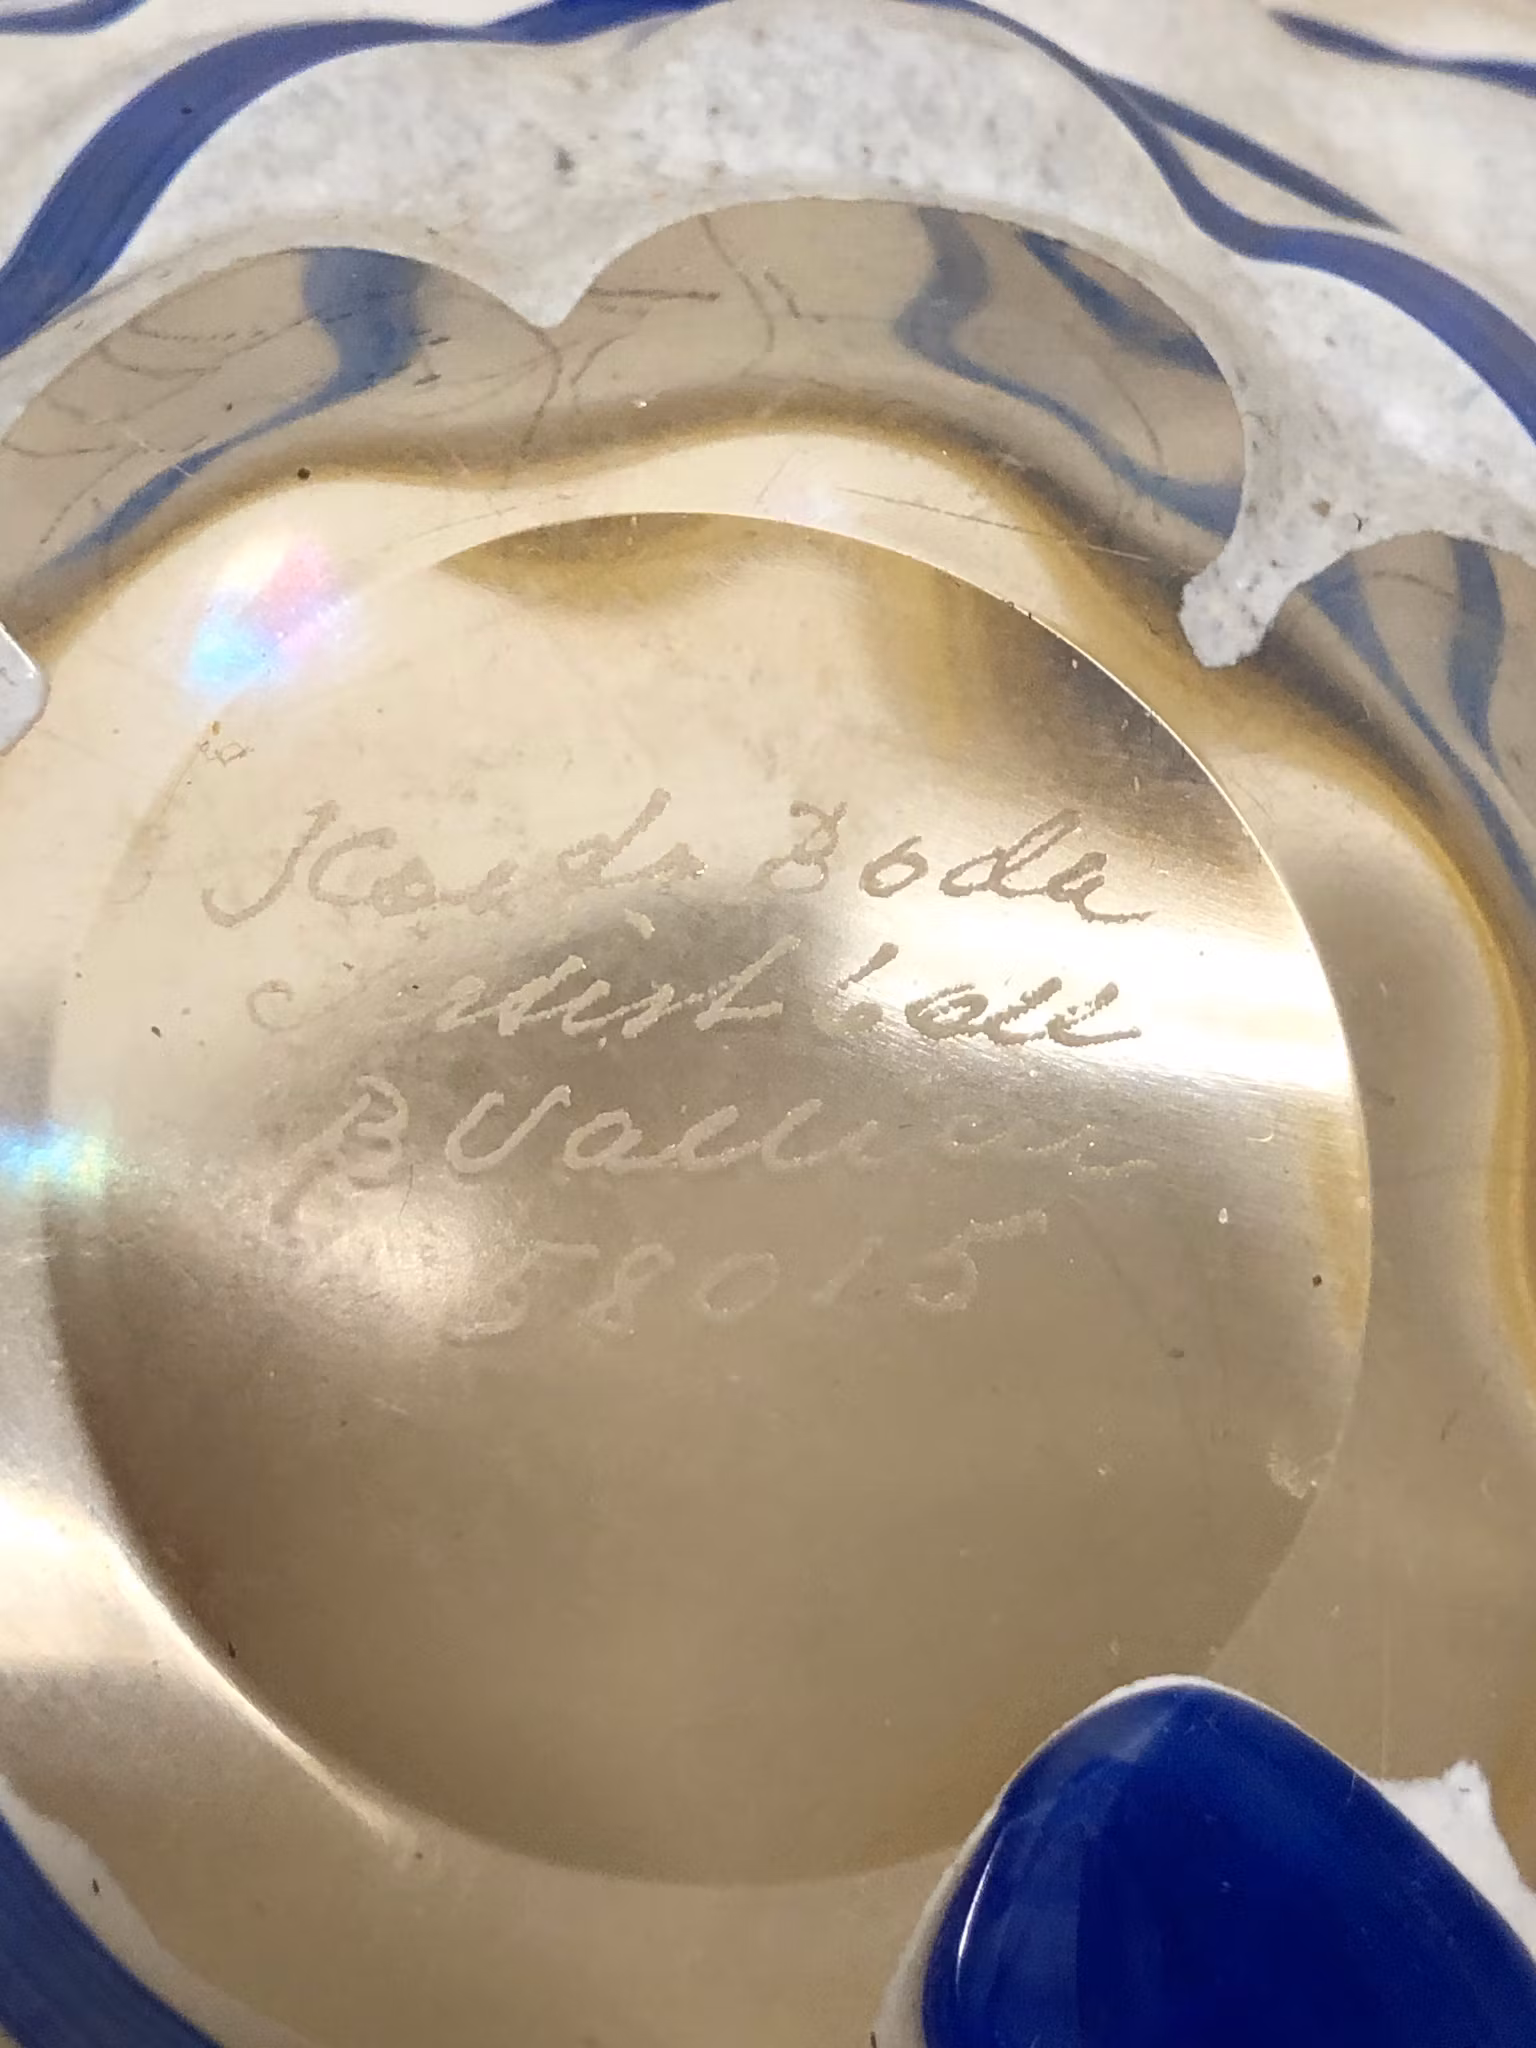 Kosta Boda
Artist Coll
B Vallien
58015